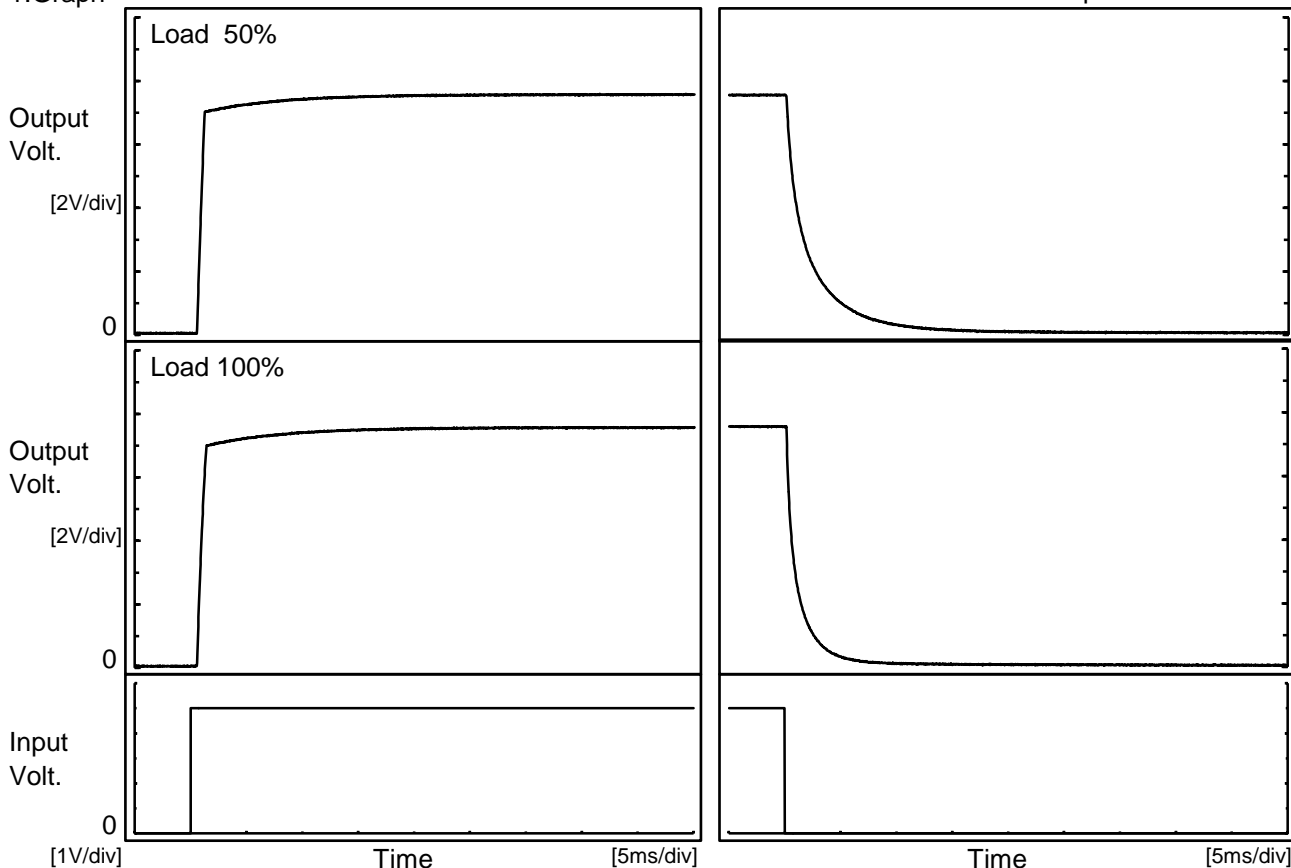 Load 50%
Output
Volt.
[2V/div]
0
Load 100%
Output
Volt.
[2V/div]
0
Input
Volt.
0
[1V/div]
Time
[5ms/div]
Time
[5ms/div]